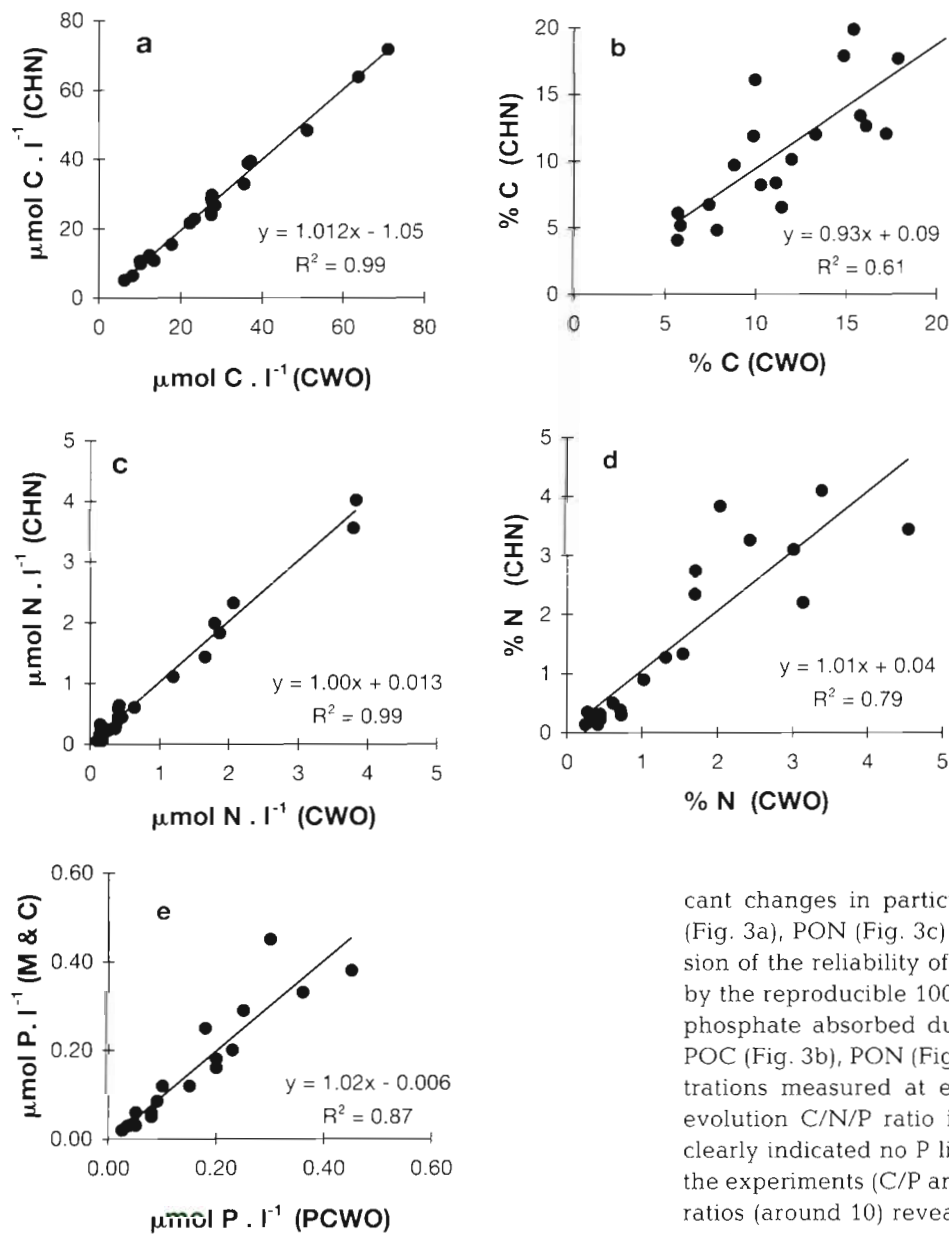 a
80
60
40
20
0
0 20 40 60 80
µmol C . l⁻¹ (CHN)
µmol C . l⁻¹ (CWO)
y = 1.012x - 1.05
R² = 0.99
b
20
15
10
5
0
0 5 10 15 20
% C (CHN)
% C (CWO)
y = 0.93x + 0.09
R² = 0.61
c
5
4
3
2
1
0
0 1 2 3 4 5
µmol N . l⁻¹ (CHN)
µmol N . l⁻¹ (CWO)
y = 1.00x + 0.013
R² = 0.99
d
5
4
3
2
1
0
0 1 2 3 4 5
% N (CHN)
% N (CWO)
y = 1.01x + 0.04
R² = 0.79
e
0.60
0.40
0.20
0.00
0.00 0.20 0.40 0.60
µmol P. l⁻¹ (M & C)
µmol P . l⁻¹ (PCWO)
y = 1.02x - 0.006
R² = 0.87
cant changes in partic
(Fig. 3a), PON (Fig. 3c)
sion of the reliability of
by the reproducible 100
phosphate absorbed du
POC (Fig. 3b), PON (Fig
trations measured at e
evolution C/N/P ratio i
clearly indicated no P li
the experiments (C/P ar
ratios (around 10) revea